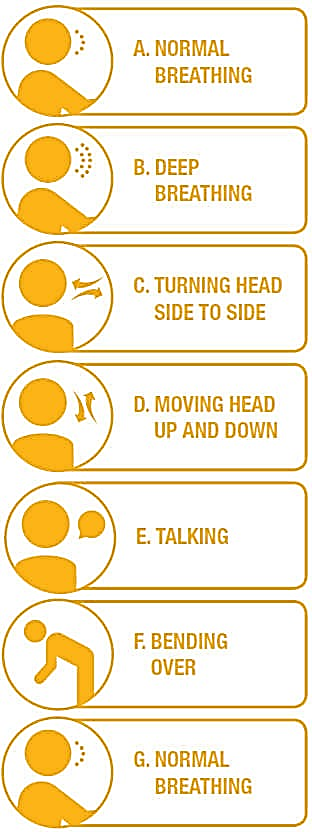 A. NORMAL
BREATHING
B. DEEP
BREATHING
C. TURNING HEAD
SIDE TO SIDE
D. MOVING HEAD
UP AND DOWN
E. TALKING
F. BENDING
OVER
G. NORMAL
BREATHING